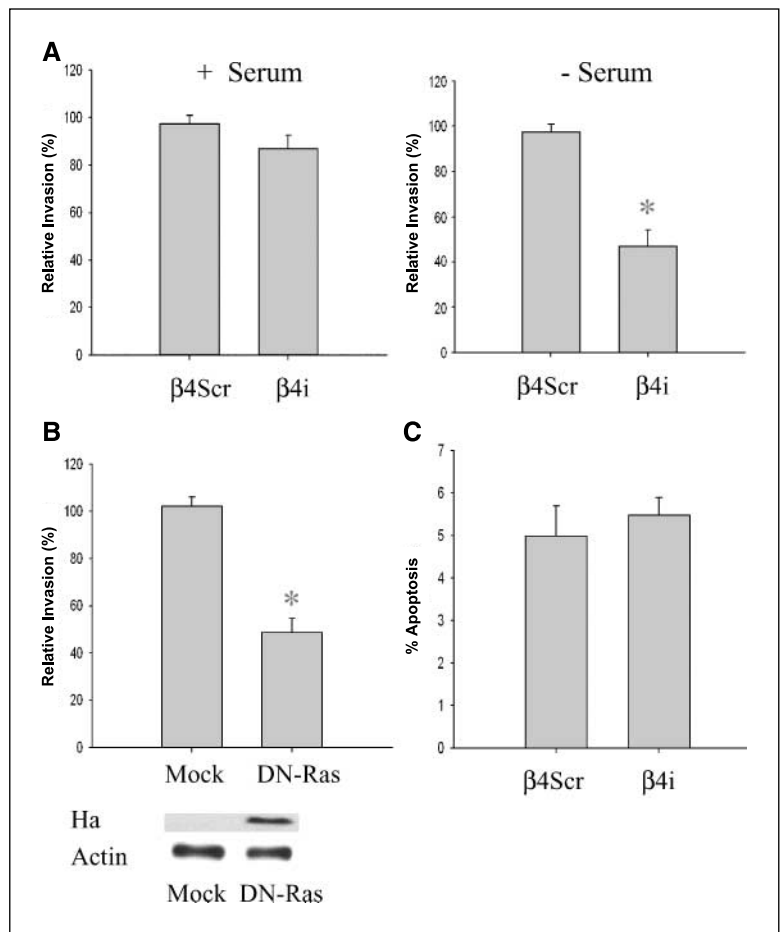 A
+ Serum
Relative Invasion (%)
120
100
80
60
40
20
0
β4Scr β4i
- Serum
Relative Invasion (%)
120
100
80
60
40
20
0
*
β4Scr β4i
B
Relative Invasion (%)
120
100
80
60
40
20
0
*
Mock DN-Ras
Ha
Actin
Mock DN-Ras
C
% Apoptosis
7
6
5
4
3
2
1
0
β4Scr β4i